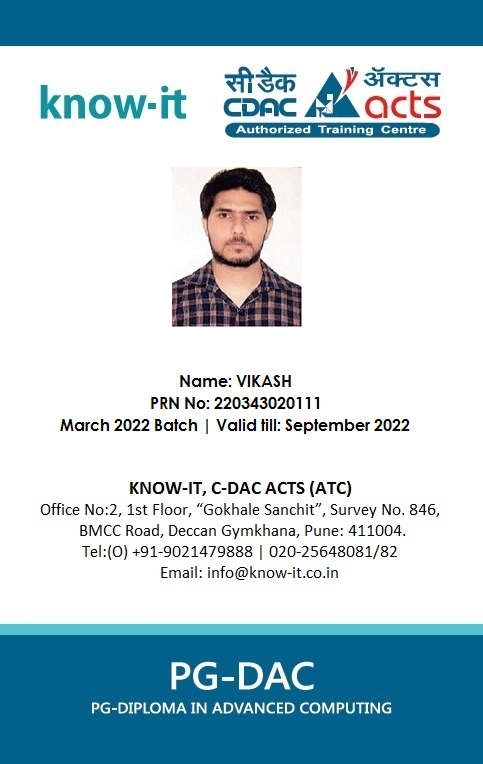 know-it
सी डैक ॲक्टस
CDAC acts
Authorized Training Centre
Name: VIKASH
PRN No: 220343020111
March 2022 Batch | Valid till: September 2022
KNOW-IT, C-DAC ACTS (ATC)
Office No:2, 1st Floor, “Gokhale Sanchit”, Survey No. 846,
BMCC Road, Deccan Gymkhana, Pune: 411004.
Tel:(O) +91-9021479888 | 020-25648081/82
Email: info@know-it.co.in
PG-DAC
PG-DIPLOMA IN ADVANCED COMPUTING